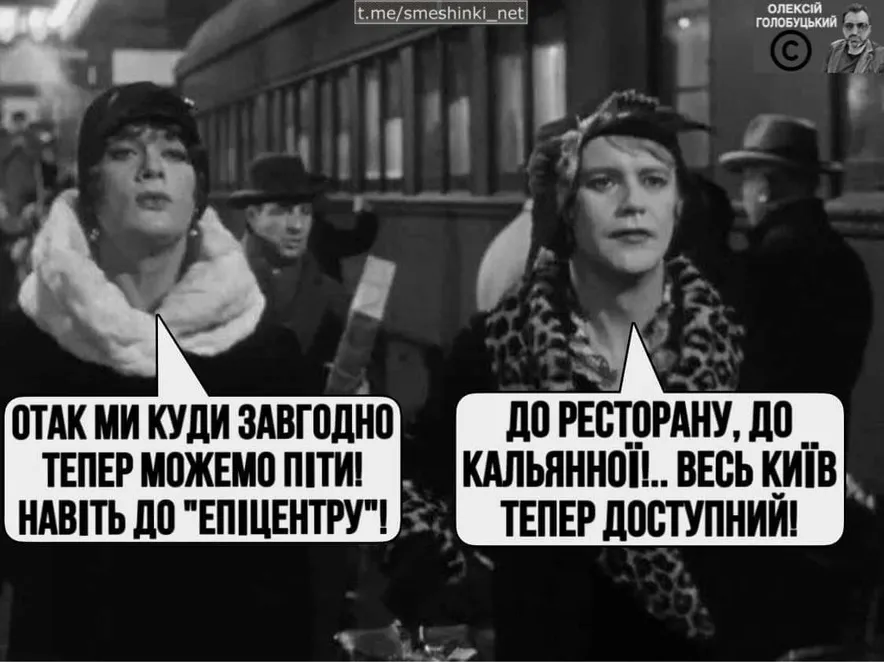 t.me/smeshinki_net
ОЛЕКСІЙ
ГОЛОБУЦЬКИЙ
©
ОТАК МИ КУДИ ЗАВГОДНО
ТЕПЕР МОЖЕМО ПІТИ!
НАВІТЬ ДО "ЕПІЦЕНТРУ"!
ДО РЕСТОРАНУ, ДО
КАЛЬЯННОЇ!.. ВЕСЬ КИЇВ
ТЕПЕР ДОСТУПНИЙ!